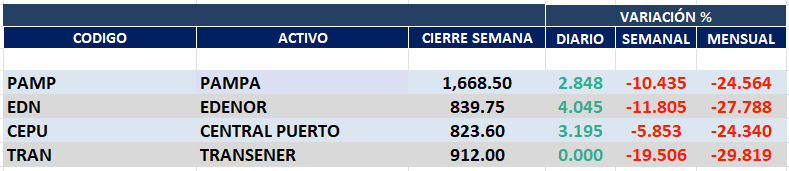 VARIACIÓN %
CODIGO ACTIVO CIERRE SEMANA DIARIO SEMANAL MENSUAL
PAMP PAMPA 1,668.50 2.848 -10.435 -24.564
EDN EDENOR 839.75 4.045 -11.805 -27.788
CEPU CENTRAL PUERTO 823.60 3.195 -5.853 -24.340
TRAN TRANSENER 912.00 0.000 -19.506 -29.819